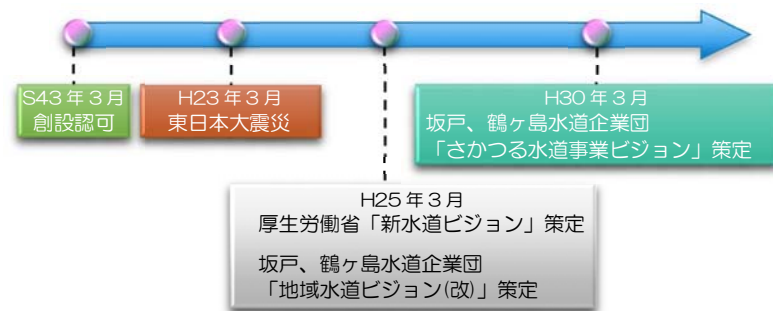 S43年3月
創設認可
H23年3月
東日本大震災
H25年3月
厚生労働省「新水道ビジョン」策定
坂戸、鶴ヶ島水道企業団
「地域水道ビジョン(改)」策定
H30年3月
坂戸、鶴ヶ島水道企業団
「さかつる水道事業ビジョン」策定